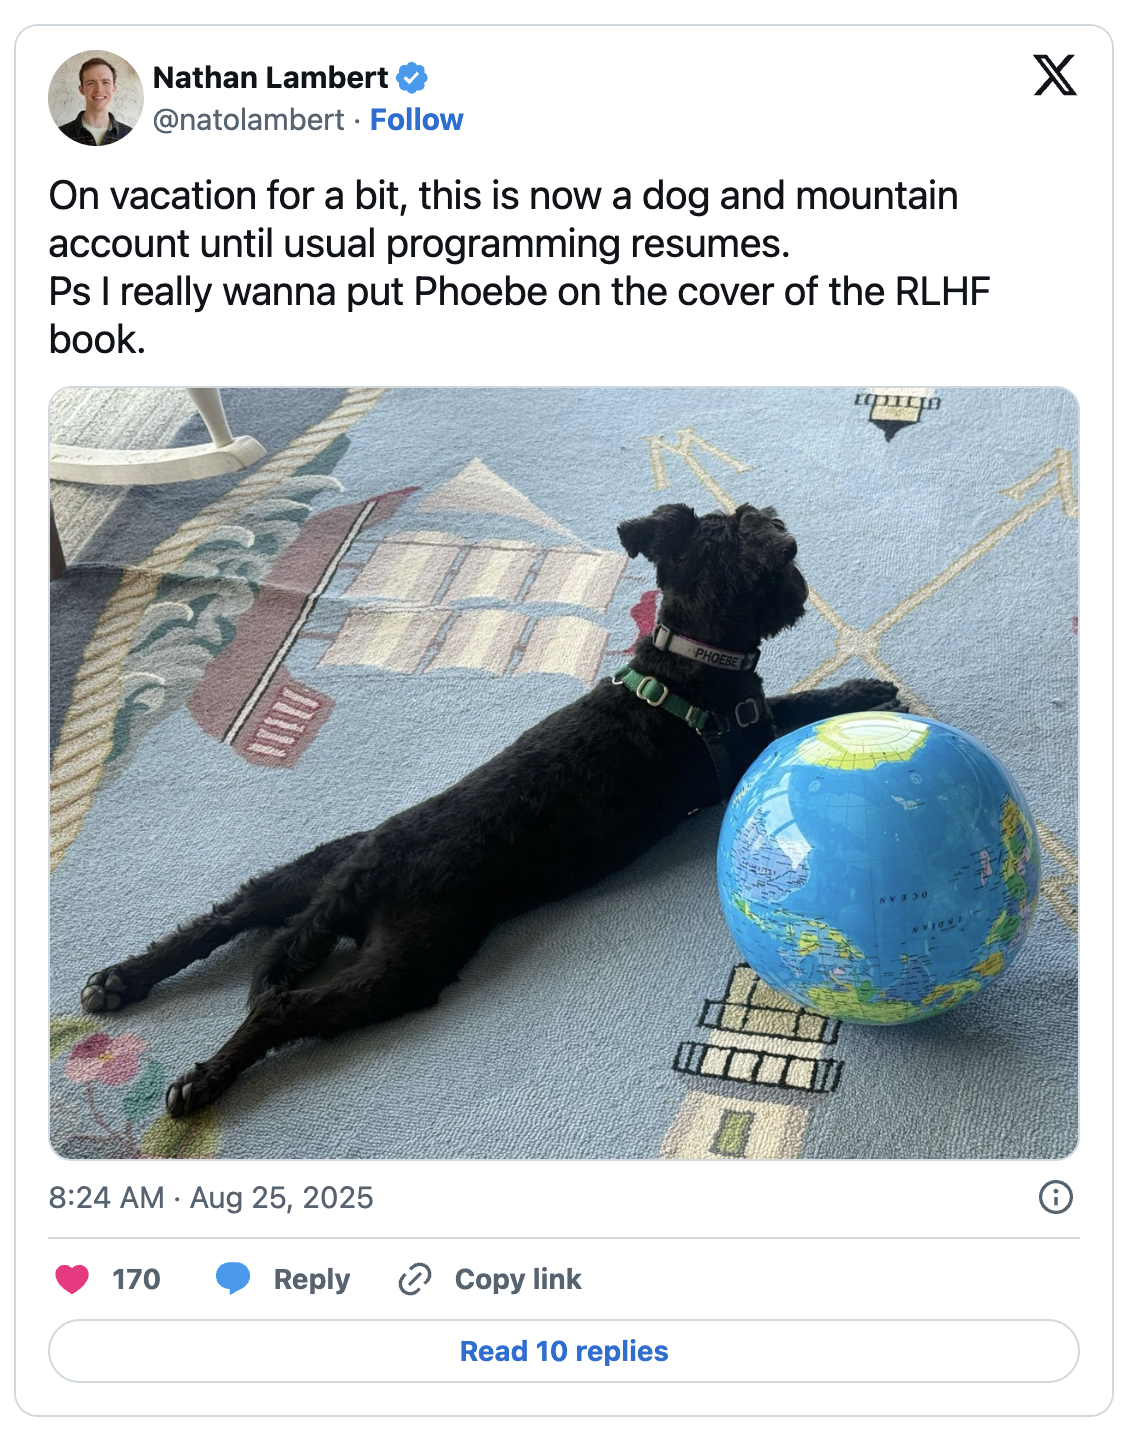 Nathan Lambert
@natolambert · Follow
On vacation for a bit, this is now a dog and mountain
account until usual programming resumes.
Ps I really wanna put Phoebe on the cover of the RLHF
book.
PHOEBE
OCEAN
INDIAN
8:24 AM · Aug 25, 2025
170 Reply Copy link
Read 10 replies